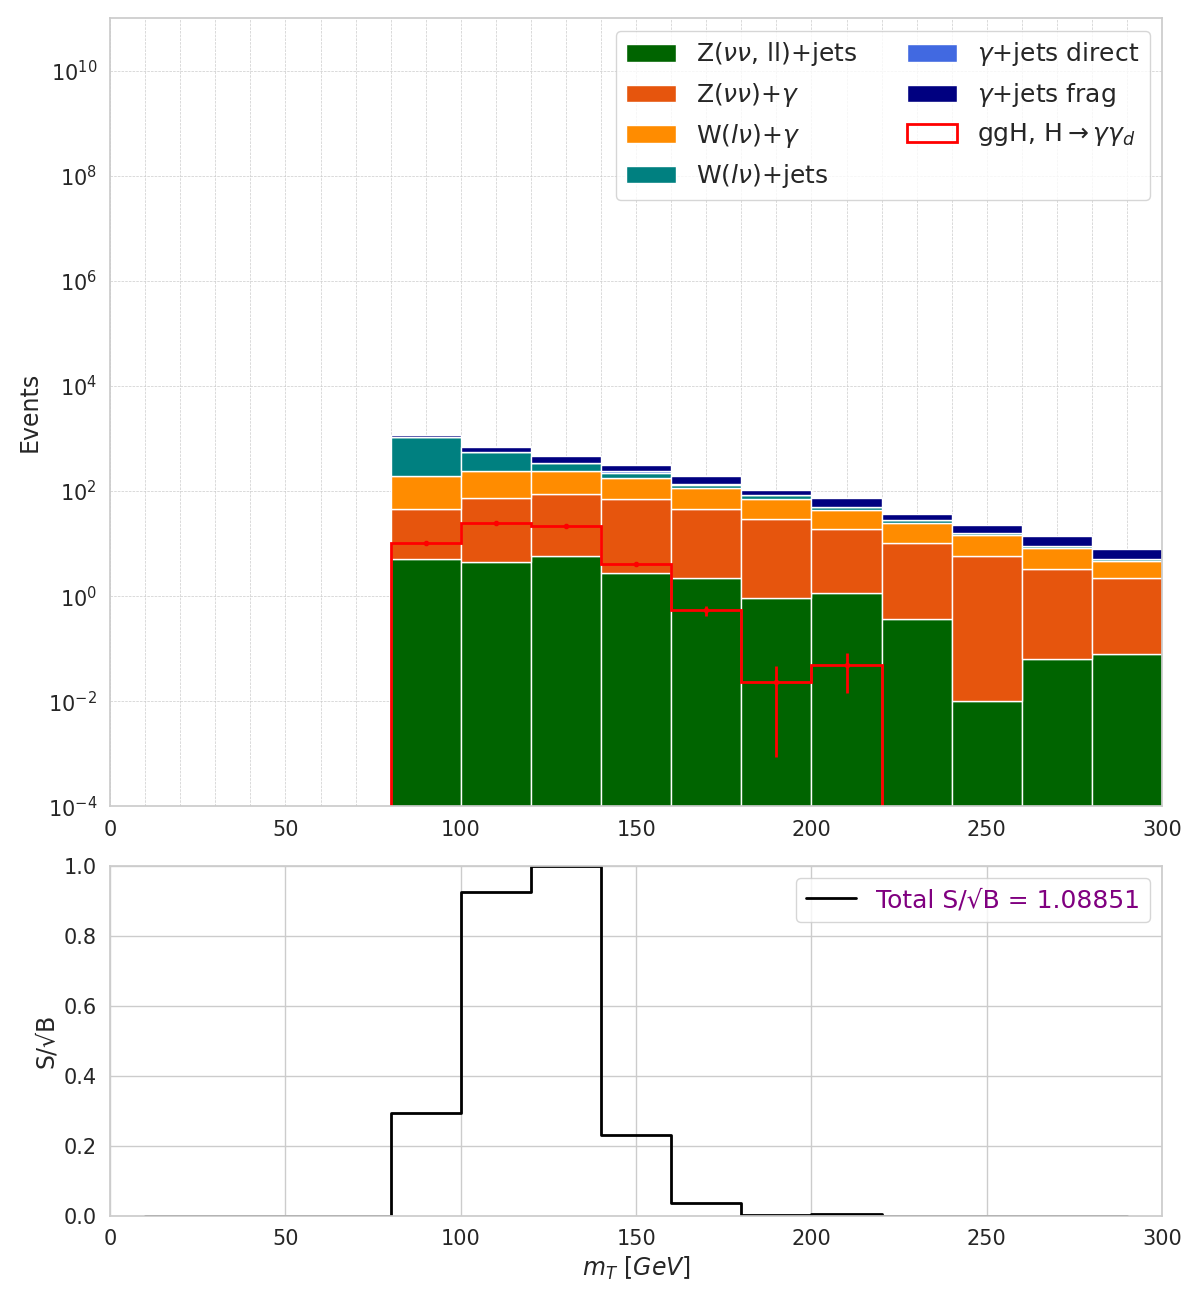 Events
10^10
10^8
10^6
10^4
10^2
10^0
10^−2
10^−4
Z(νν, ll)+jets
Z(νν)+γ
W(lν)+γ
W(lν)+jets
γ+jets direct
γ+jets frag
ggH, H→γγ_d
0 50 100 150 200 250 300
S/√B
1.0
0.8
0.6
0.4
0.2
0.0
Total S/√B = 1.08851
0 50 100 150 200 250 300
m_T [GeV]